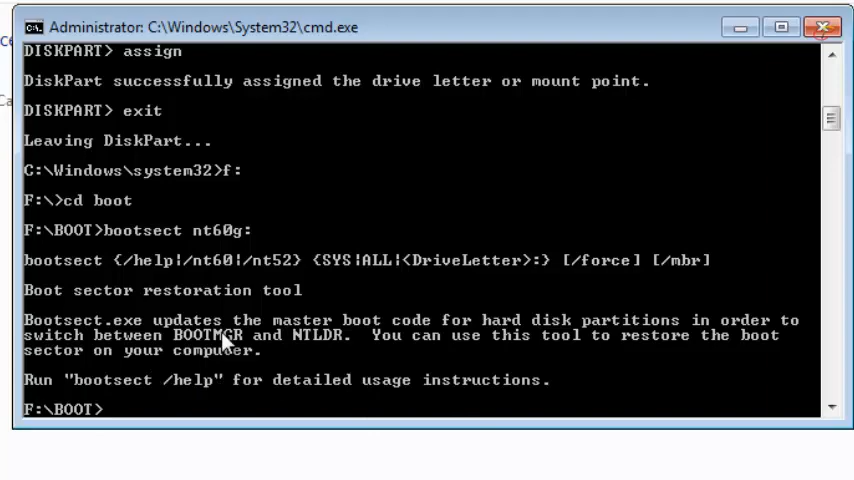 Administrator: C:\Windows\System32\cmd.exe
DISKPART> assign
DiskPart successfully assigned the drive letter or mount point.
DISKPART> exit
Leaving DiskPart...
C:\Windows\system32>f:
F:\>cd boot
F:\BOOT>bootsect nt60g:
bootsect {/help|/nt60|/nt52} {SYS|ALL|<DriveLetter>:} [/force] [/mbr]
Boot sector restoration tool
Bootsect.exe updates the master boot code for hard disk partitions in order to
switch between BOOTMGR and NTLDR.  You can use this tool to restore the boot
sector on your computer.
Run "bootsect /help" for detailed usage instructions.
F:\BOOT>